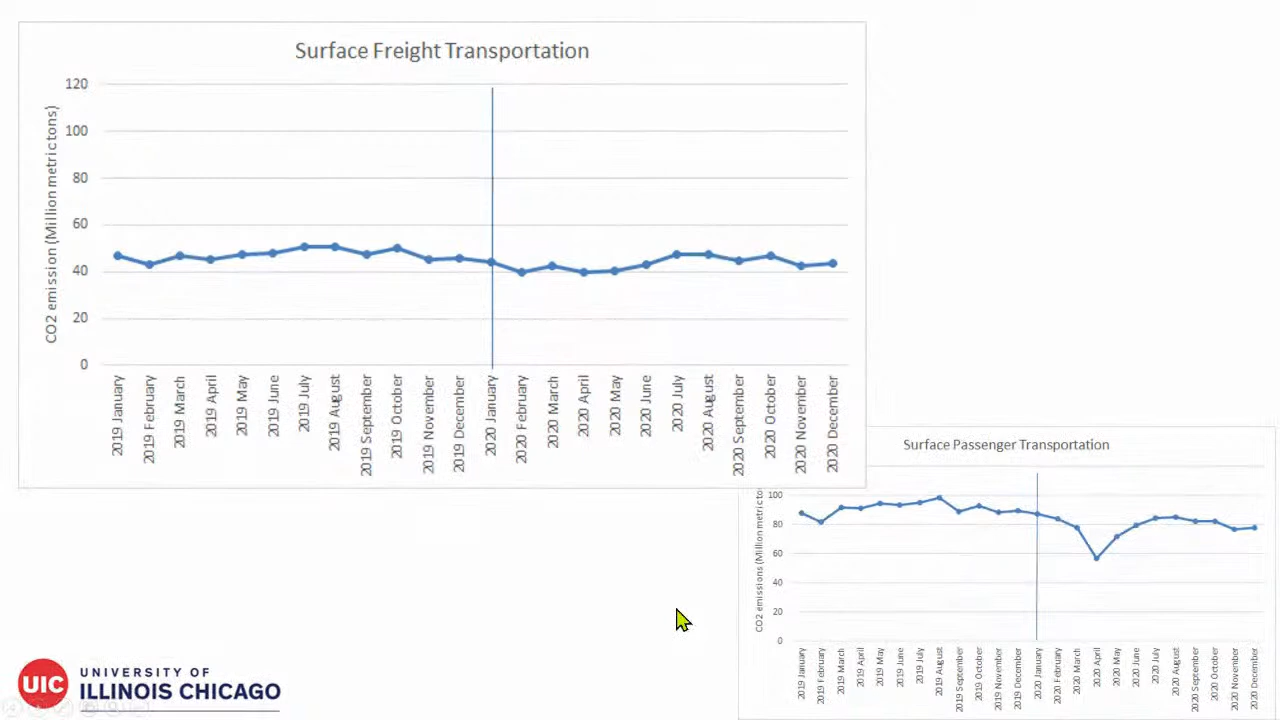 Surface Freight Transportation
CO2 emission (Million metric tons)
120
100
80
60
40
20
0
2019 January
2019 February
2019 March
2019 April
2019 May
2019 June
2019 July
2019 August
2019 September
2019 October
2019 November
2019 December
2020 January
2020 February
2020 March
2020 April
2020 May
2020 June
2020 July
2020 August
2020 September
2020 October
2020 November
2020 December
Surface Passenger Transportation
CO2 emissions (Million metric
100
80
60
40
20
0
2019 January
2019 February
2019 March
2019 April
2019 May
2019 June
2019 July
2019 August
2019 September
2019 October
2019 November
2019 December
2020 January
2020 February
2020 March
2020 April
2020 May
2020 June
2020 July
2020 August
2020 September
2020 October
2020 November
2020 December
UIC
UNIVERSITY OF
ILLINOIS CHICAGO